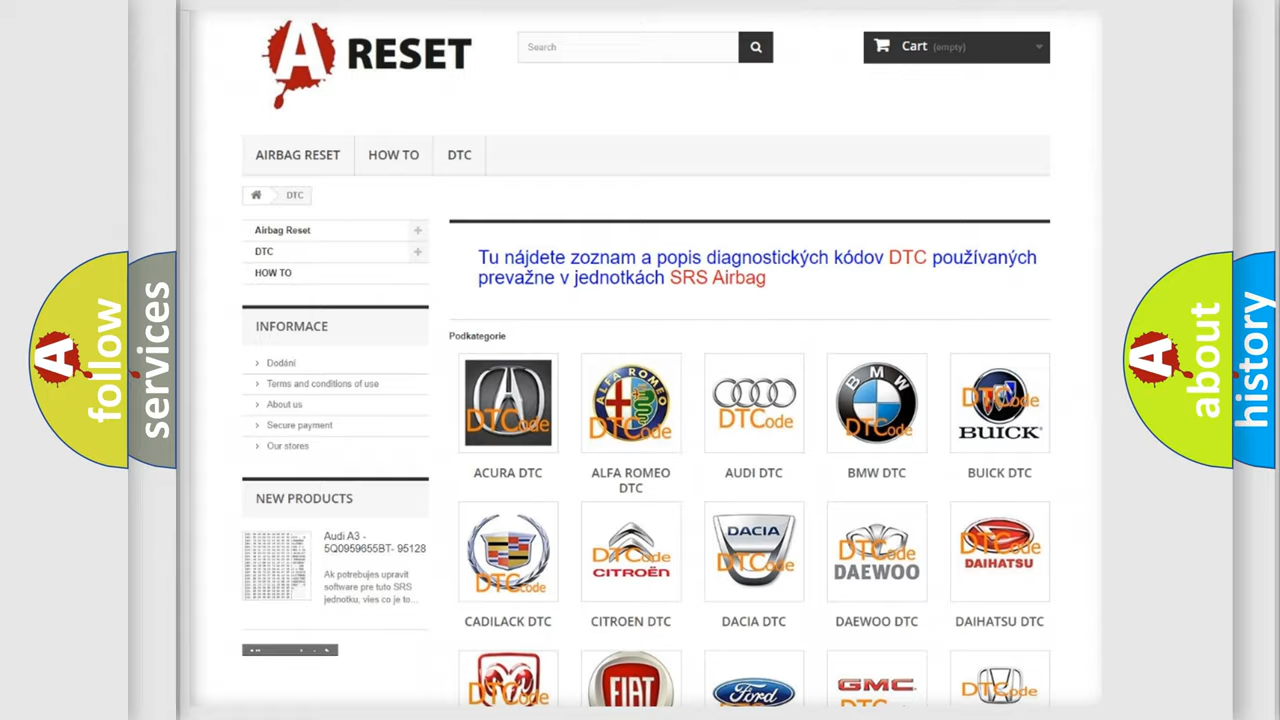 A RESET
Search
Cart (empty)
AIRBAG RESET
HOW TO
DTC
DTC
Airbag Reset
DTC
HOW TO
INFORMACE
Dodání
Terms and conditions of use
About us
Secure payment
Our stores
NEW PRODUCTS
Audi A3 -
5Q0959655BT- 95128
Ak potrebujes upravit
software pre tuto SRS
jednotku, vies co je to...
Tu nájdete zoznam a popis diagnostických kódov DTC používaných
prevažne v jednotkách SRS Airbag
Podkategorie
DTCode
ALFA ROMEO
DTCode
DTCode
BMW
DTCode
DTCode
BUICK
ACURA DTC
ALFA ROMEO
DTC
AUDI DTC
BMW DTC
BUICK DTC
DTCode
DTCode
CITROËN
DACIA
DTCode
DTCode
DAEWOO
DTCode
DAIHATSU
CADILACK DTC
CITROEN DTC
DACIA DTC
DAEWOO DTC
DAIHATSU DTC
DTCode
FIAT
Ford
GMC
DTCode
A follow
services
A about
history